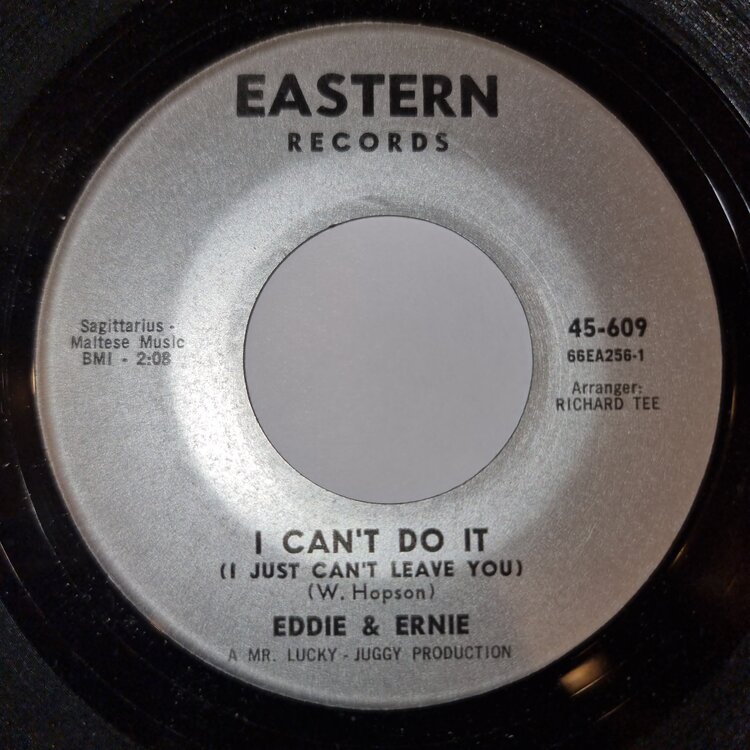 EASTERN
RECORDS
Sagittarius -
Maltese Music
BMI - 2:08
45-609
66EA256-1
Arranger:
RICHARD TEE
I CAN'T DO IT
(I JUST CAN'T LEAVE YOU)
(W. Hopson)
EDDIE & ERNIE
A MR. LUCKY - JUGGY PRODUCTION